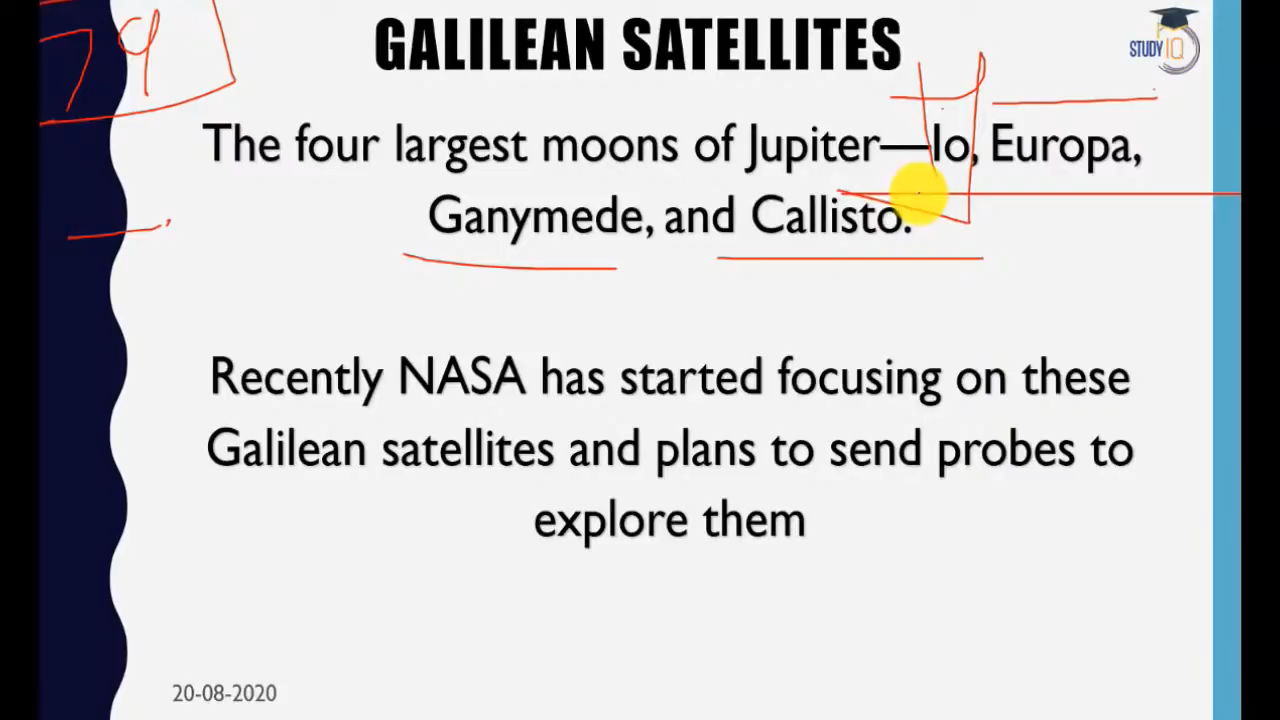 79
GALILEAN SATELLITES
STUDY IQ
The four largest moons of Jupiter—Io, Europa,
Ganymede, and Callisto.
Recently NASA has started focusing on these
Galilean satellites and plans to send probes to
explore them
20-08-2020